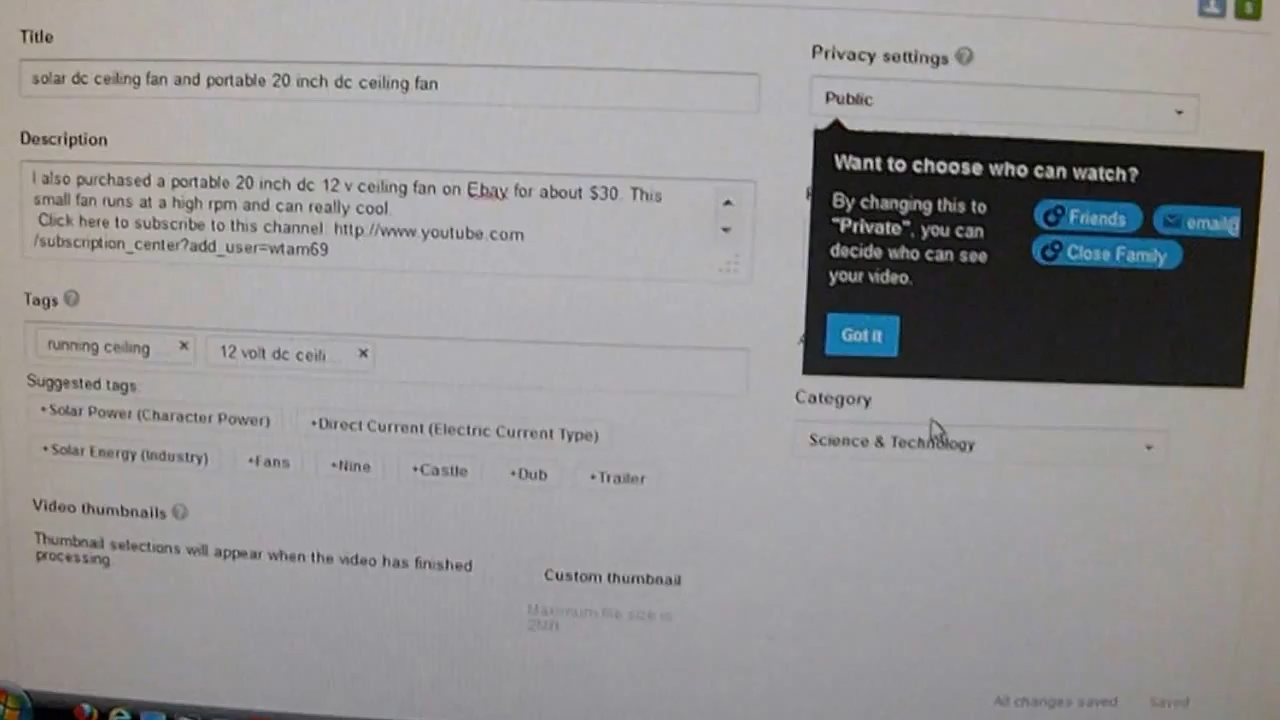 Title
solar dc ceiling fan and portable 20 inch dc ceiling fan
Description
I also purchased a portable 20 inch dc 12 v ceiling fan on Ebay for about $30. This
small fan runs at a high rpm and can really cool.
Click here to subscribe to this channel http://www.youtube.com
/subscription_center?add_user=wtam69
Tags ?
running ceiling × 12 volt dc ceili... ×
Suggested tags:
+Solar Power (Character Power) +Direct Current (Electric Current Type)
+Solar Energy (Industry) +Fans +Nine +Castle +Dub +Trailer
Video thumbnails ?
Thumbnail selections will appear when the video has finished
processing.
Custom thumbnail
Maximum file size is
2MB
Privacy settings ?
Public
Want to choose who can watch?
By changing this to
"Private", you can
decide who can see
your video.
Friends email@
Close Family
Got it
Category
Science & Technology
All changes saved. Saved